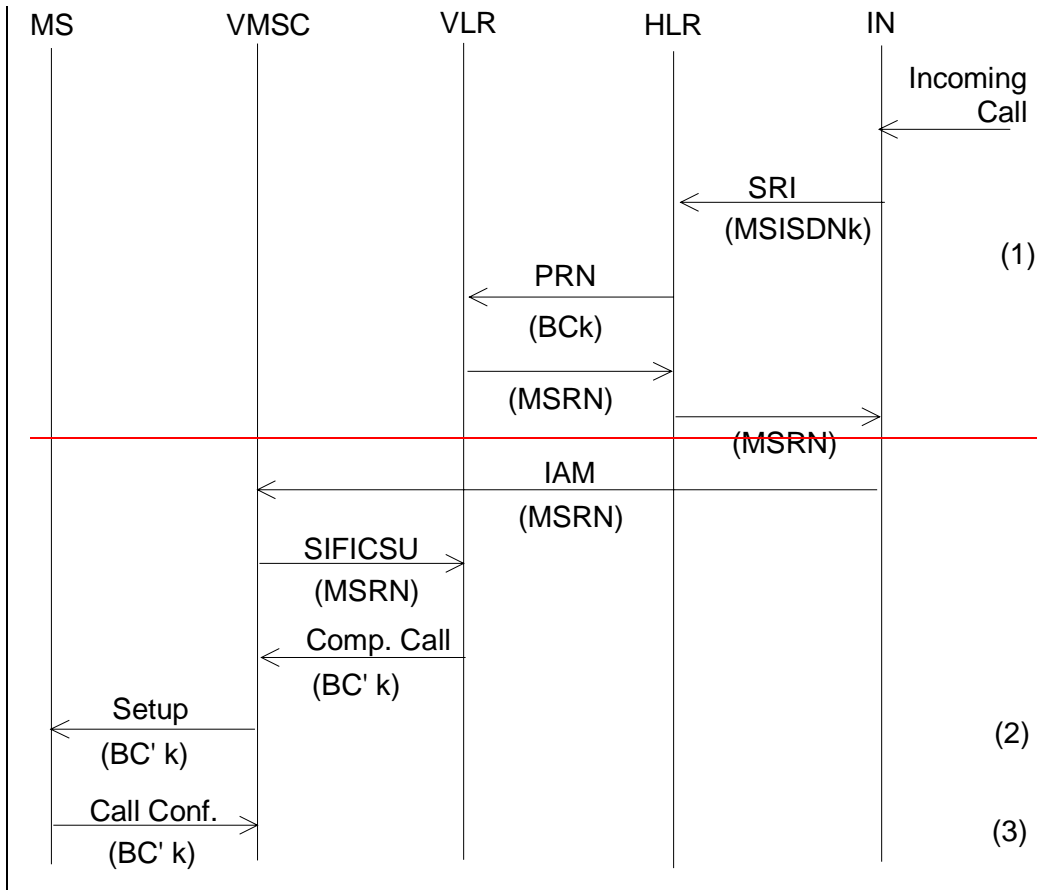 MS VMSC VLR HLR IN
Incoming
Call
SRI
(MSISDNk)
(1)
PRN
(BCk)
(MSRN)
(MSRN)
IAM
(MSRN)
SIFICSU
(MSRN)
Comp. Call
(BC' k)
Setup
(2)
(BC' k)
Call Conf.
(3)
(BC' k)